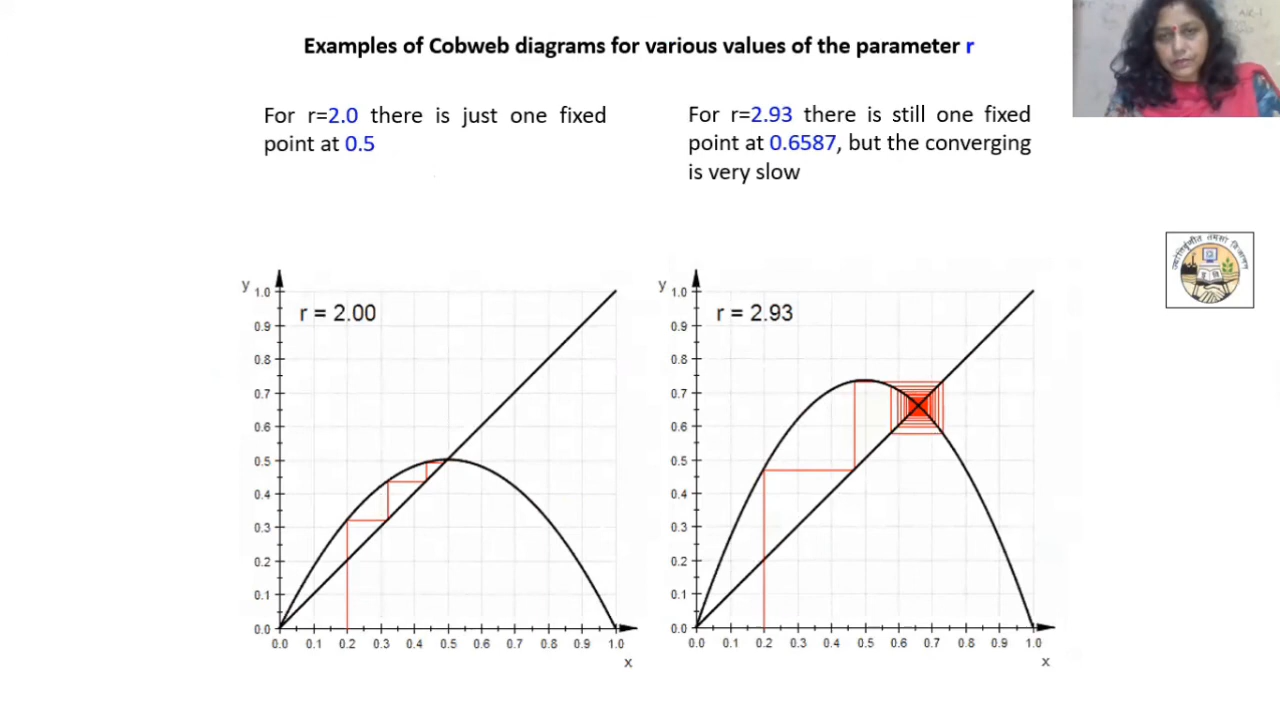 Examples of Cobweb diagrams for various values of the parameter r
For r=2.0 there is just one fixed
point at 0.5
For r=2.93 there is still one fixed
point at 0.6587, but the converging
is very slow
y
1.0
r = 2.00
0.9
0.8
0.7
0.6
0.5
0.4
0.3
0.2
0.1
0.0
0.0 0.1 0.2 0.3 0.4 0.5 0.6 0.7 0.8 0.9 1.0
x
y
1.0
r = 2.93
0.9
0.8
0.7
0.6
0.5
0.4
0.3
0.2
0.1
0.0
0.0 0.1 0.2 0.3 0.4 0.5 0.6 0.7 0.8 0.9 1.0
x